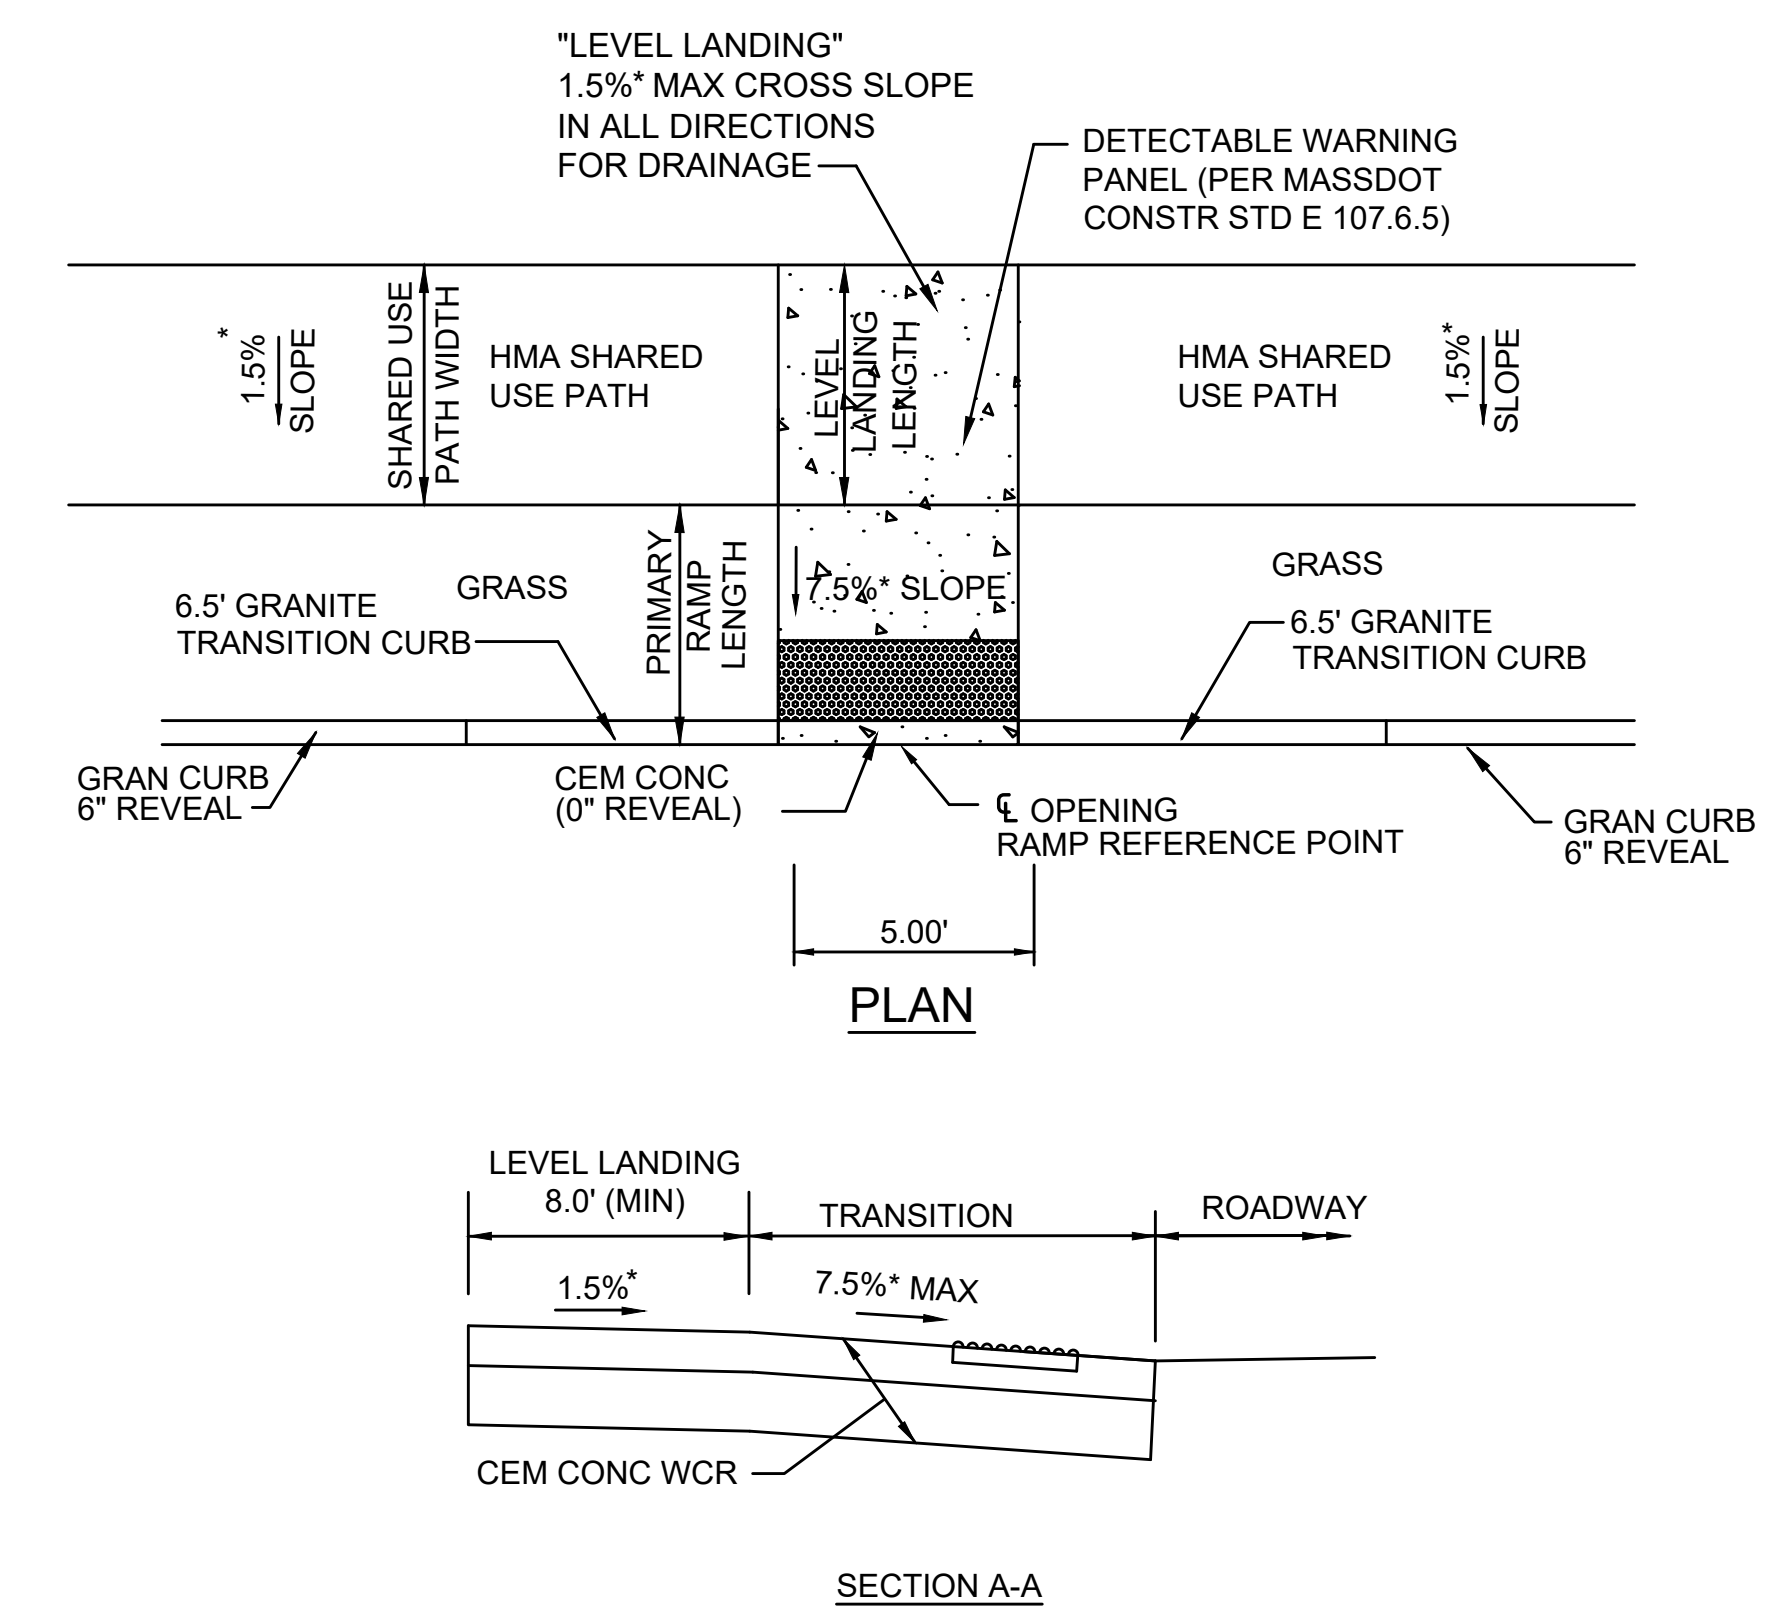 "LEVEL LANDING"
1.5%* MAX CROSS SLOPE
IN ALL DIRECTIONS
FOR DRAINAGE
DETECTABLE WARNING
PANEL (PER MASSDOT
CONSTR STD E 107.6.5)
1.5%*
SLOPE
SHARED USE
PATH WIDTH
HMA SHARED
USE PATH
LEVEL
LANDING
LENGTH
HMA SHARED
USE PATH
1.5%*
SLOPE
GRASS
6.5' GRANITE
TRANSITION CURB
PRIMARY
RAMP
LENGTH
7.5%* SLOPE
GRASS
6.5' GRANITE
TRANSITION CURB
GRAN CURB
6" REVEAL
CEM CONC
(0" REVEAL)
℄ OPENING
RAMP REFERENCE POINT
GRAN CURB
6" REVEAL
5.00'
PLAN
LEVEL LANDING
8.0' (MIN)
TRANSITION
ROADWAY
1.5%*
7.5%* MAX
CEM CONC WCR
SECTION A-A